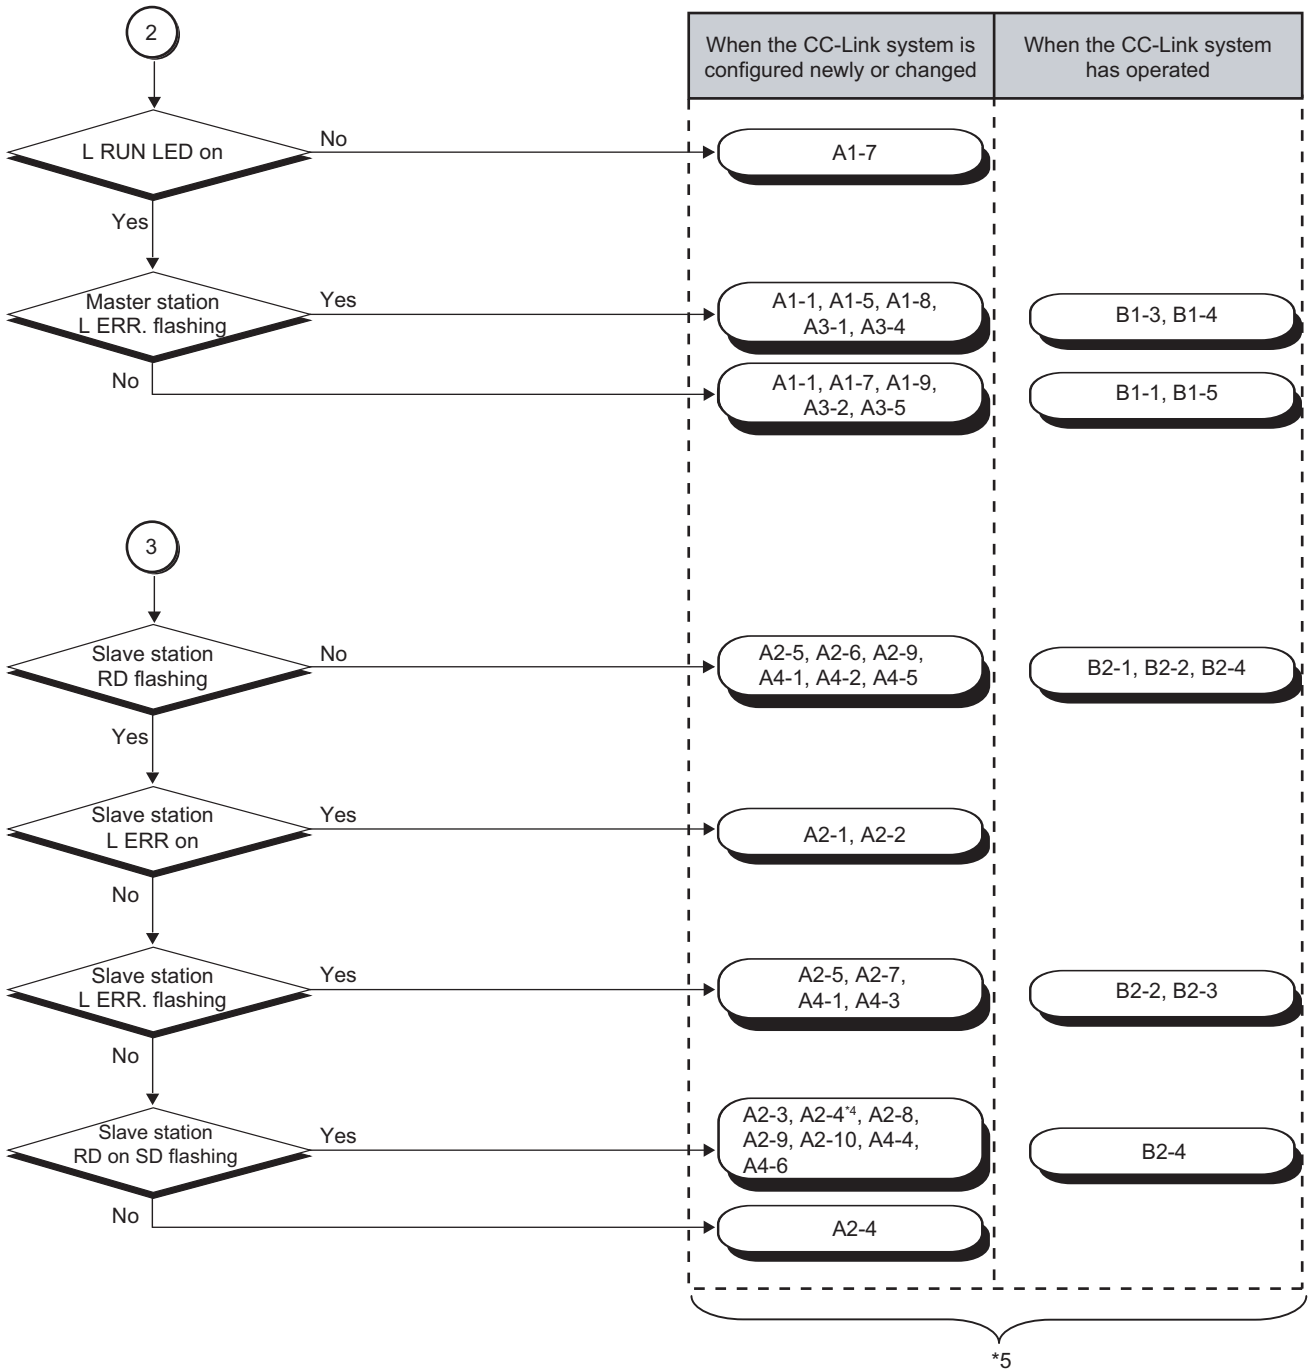 When the CC-Link system is
configured newly or changed
When the CC-Link system
has operated
2
L RUN LED on
No
A1-7
Yes
Master station
L ERR. flashing
Yes
A1-1, A1-5, A1-8,
A3-1, A3-4
B1-3, B1-4
No
A1-1, A1-7, A1-9,
A3-2, A3-5
B1-1, B1-5
3
Slave station
RD flashing
No
A2-5, A2-6, A2-9,
A4-1, A4-2, A4-5
B2-1, B2-2, B2-4
Yes
Slave station
L ERR on
Yes
A2-1, A2-2
No
Slave station
L ERR. flashing
Yes
A2-5, A2-7,
A4-1, A4-3
B2-2, B2-3
No
Slave station
RD on SD flashing
Yes
A2-3, A2-4*4, A2-8,
A2-9, A2-10, A4-4,
A4-6
B2-4
No
A2-4
*5